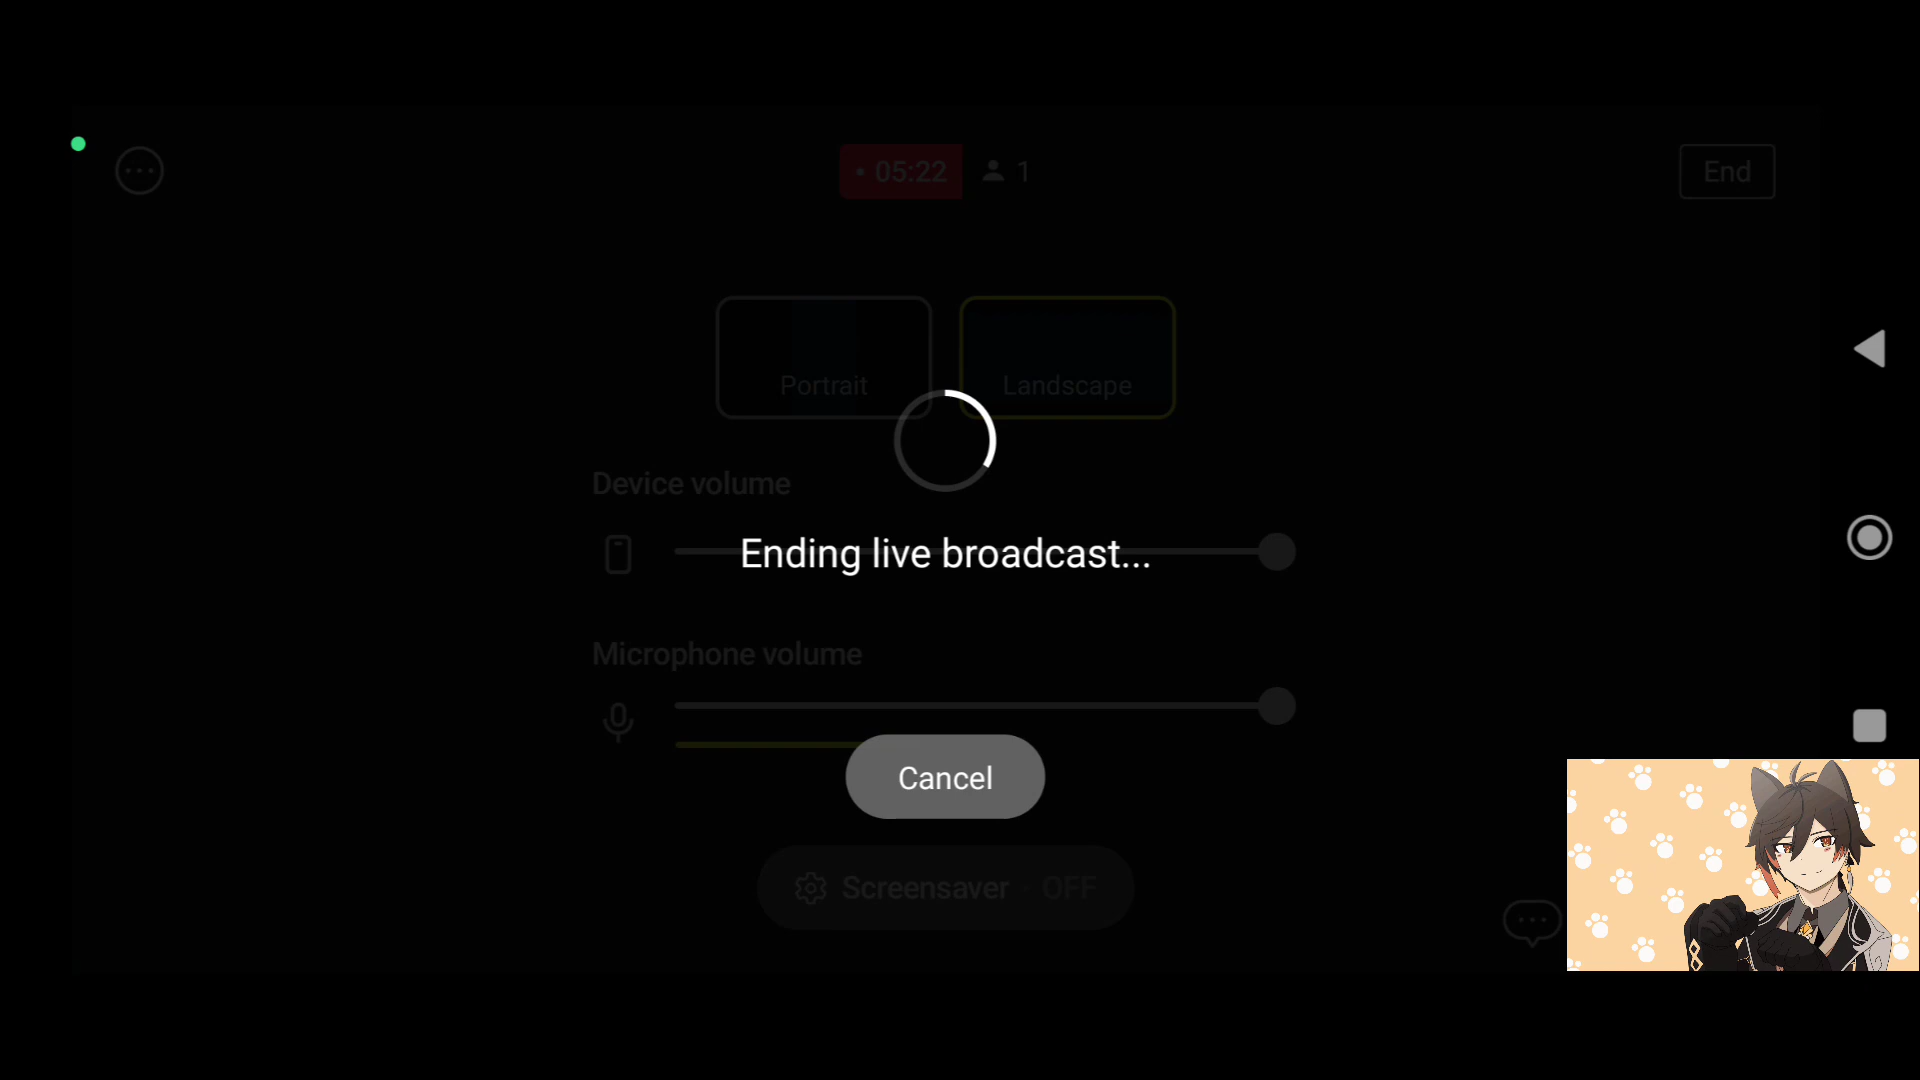 • 05:22 1
End
Portrait
Landscape
Device volume
Ending live broadcast...
Microphone volume
Cancel
Screensaver · OFF